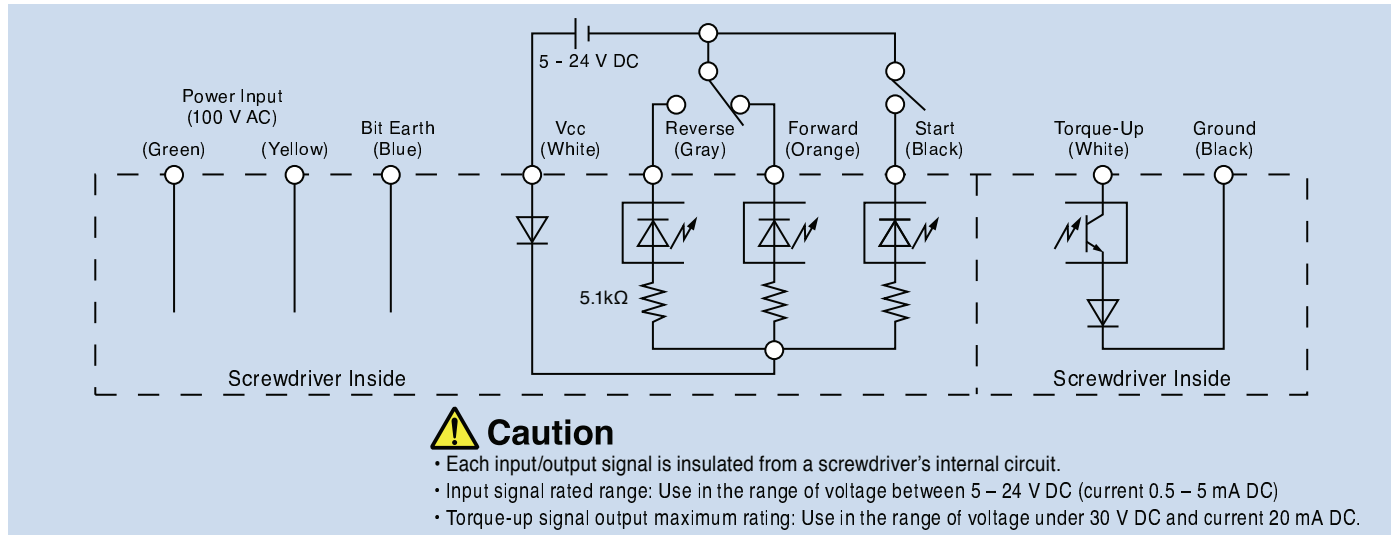 5 - 24 V DC
Power Input
(100 V AC)
(Green)
(Yellow)
Bit Earth
(Blue)
Vcc
(White)
Reverse
(Gray)
Forward
(Orange)
Start
(Black)
Torque-Up
(White)
Ground
(Black)
5.1kΩ
Screwdriver Inside
Screwdriver Inside
Caution
・Each input/output signal is insulated from a screwdriver's internal circuit.
・Input signal rated range: Use in the range of voltage between 5 – 24 V DC (current 0.5 – 5 mA DC)
・Torque-up signal output maximum rating: Use in the range of voltage under 30 V DC and current 20 mA DC.